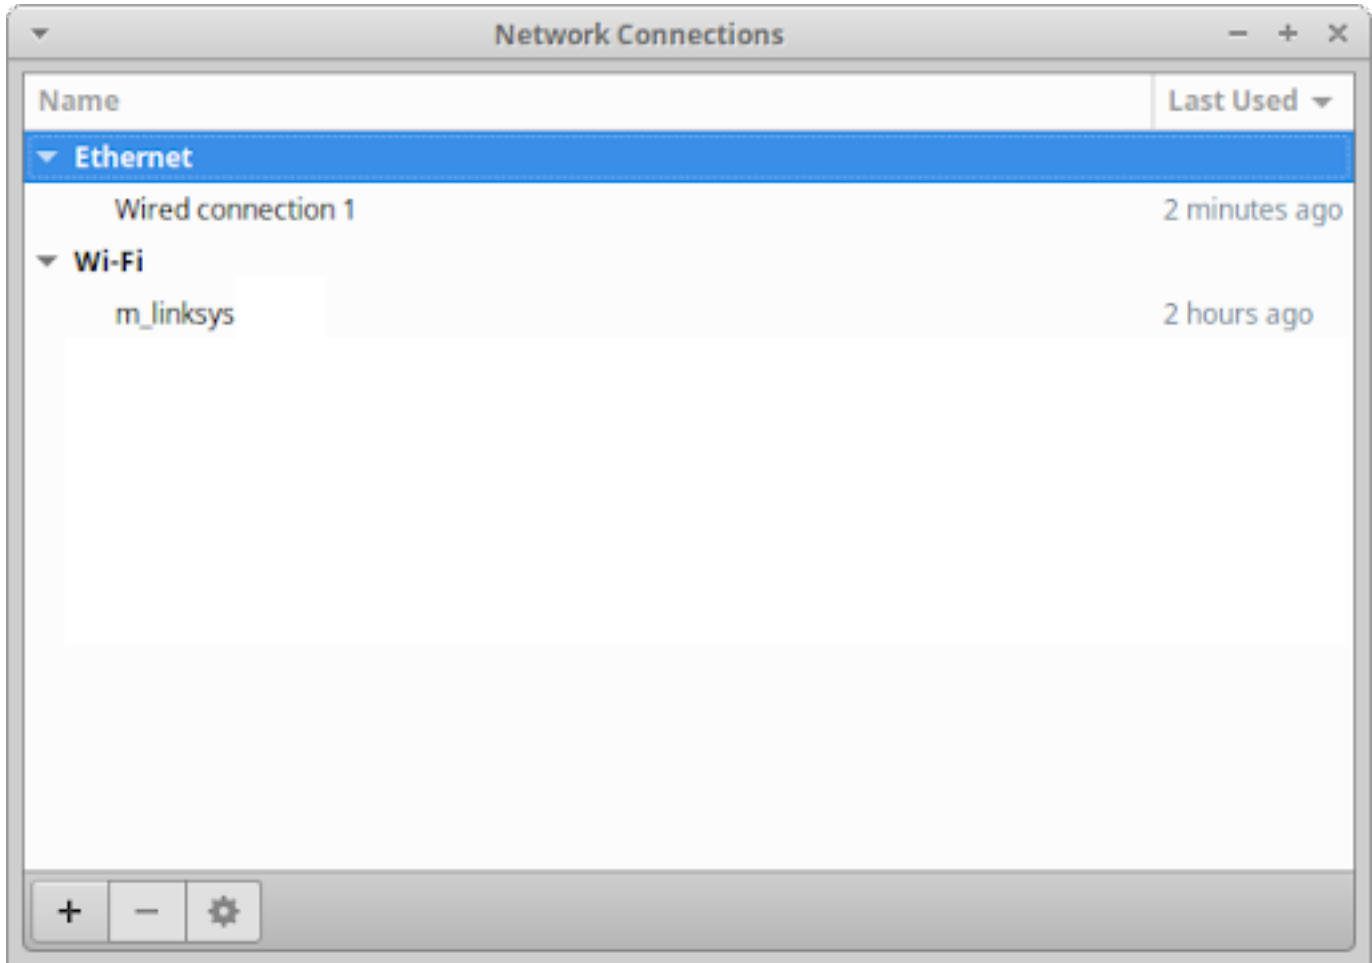 Network Connections
Name Last Used
Ethernet
Wired connection 1 2 minutes ago
Wi-Fi
m_linksys 2 hours ago